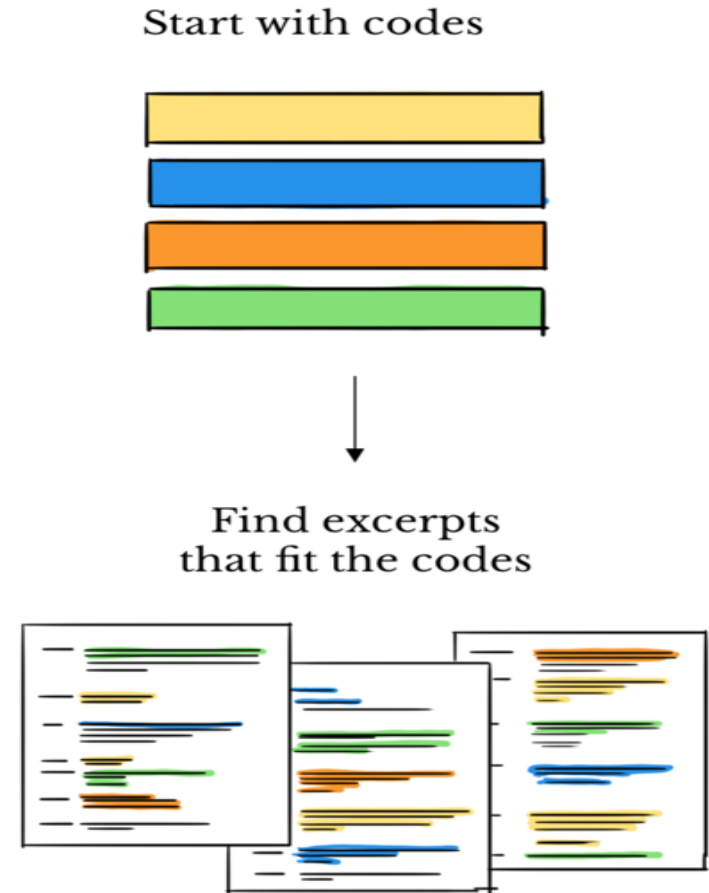 Start with codes
Find excerpts
that fit the codes